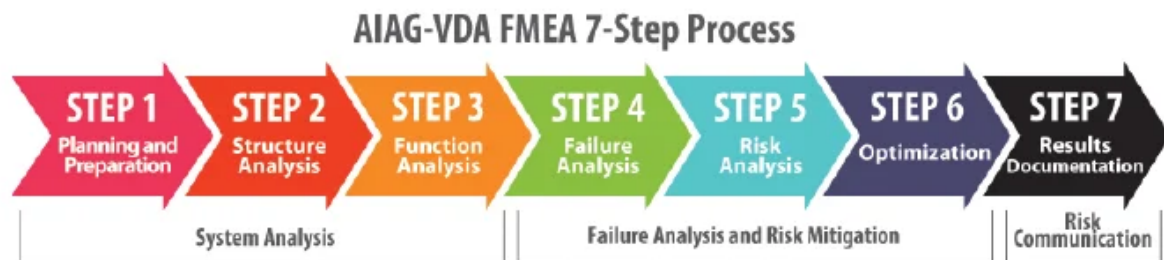 AIAG-VDA FMEA 7-Step Process
STEP 1
Planning and
Preparation
STEP 2
Structure
Analysis
STEP 3
Function
Analysis
STEP 4
Failure
Analysis
STEP 5
Risk
Analysis
STEP 6
Optimization
STEP 7
Results
Documentation
System Analysis
Failure Analysis and Risk Mitigation
Risk
Communication